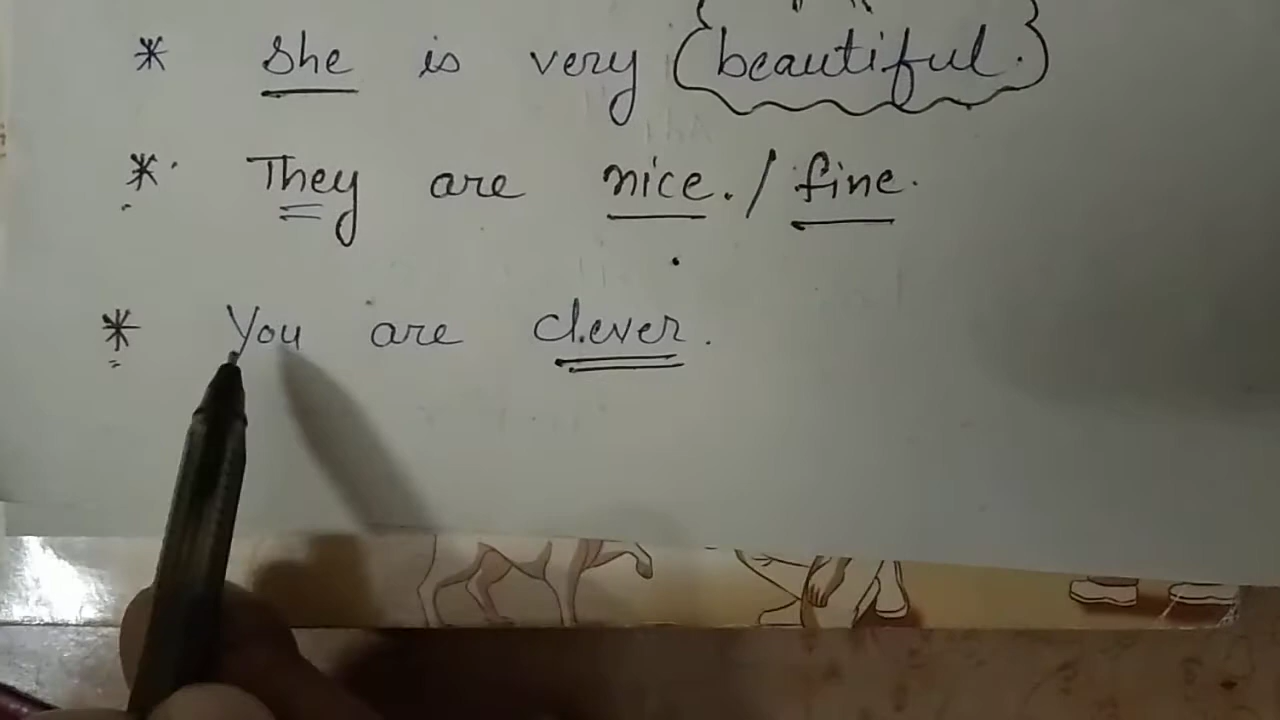 * She is very (beautiful.)
* They are nice. / fine.
* You are clever.